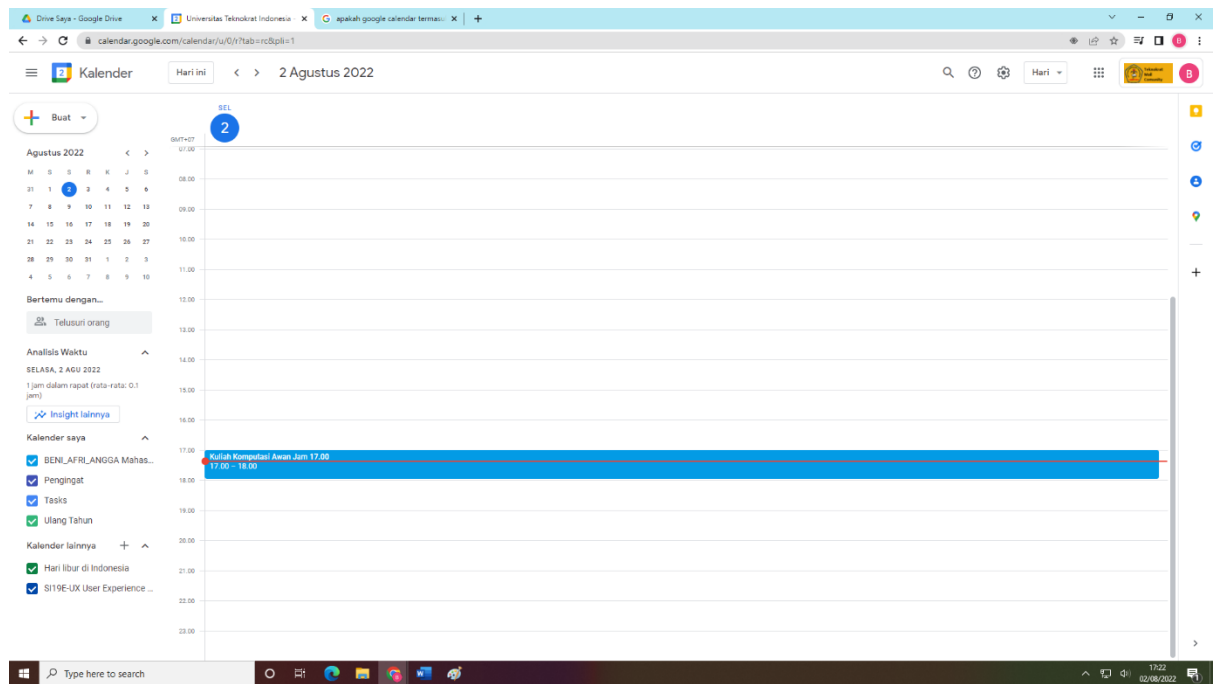 Drive Saya - Google Drive
Universitas Teknokrat Indonesia -
apakah google calendar termasu
calendar.google.com/calendar/u/0/r?tab=rc&pli=1
B
2 Kalender
Hari ini
2 Agustus 2022
Hari
B
Buat
SEL
2
GMT+07
Agustus 2022
M S S R K J S
31 1 2 3 4 5 6
7 8 9 10 11 12 13
14 15 16 17 18 19 20
21 22 23 24 25 26 27
28 29 30 31 1 2 3
4 5 6 7 8 9 10
Bertemu dengan...
Telusuri orang
Analisis Waktu
SELASA, 2 AGU 2022
1 jam dalam rapat (rata-rata: 0.1
jam)
Insight lainnya
Kalender saya
BENI_AFRI_ANGGA Mahas...
Pengingat
Tasks
Ulang Tahun
Kalender lainnya
Hari libur di Indonesia
SI19E-UX User Experience ...
07.00
08.00
09.00
10.00
11.00
12.00
13.00
14.00
15.00
16.00
17.00
Kuliah Komputasi Awan Jam 17.00
17.00 – 18.00
18.00
19.00
20.00
21.00
22.00
23.00
Type here to search
17:22
02/08/2022